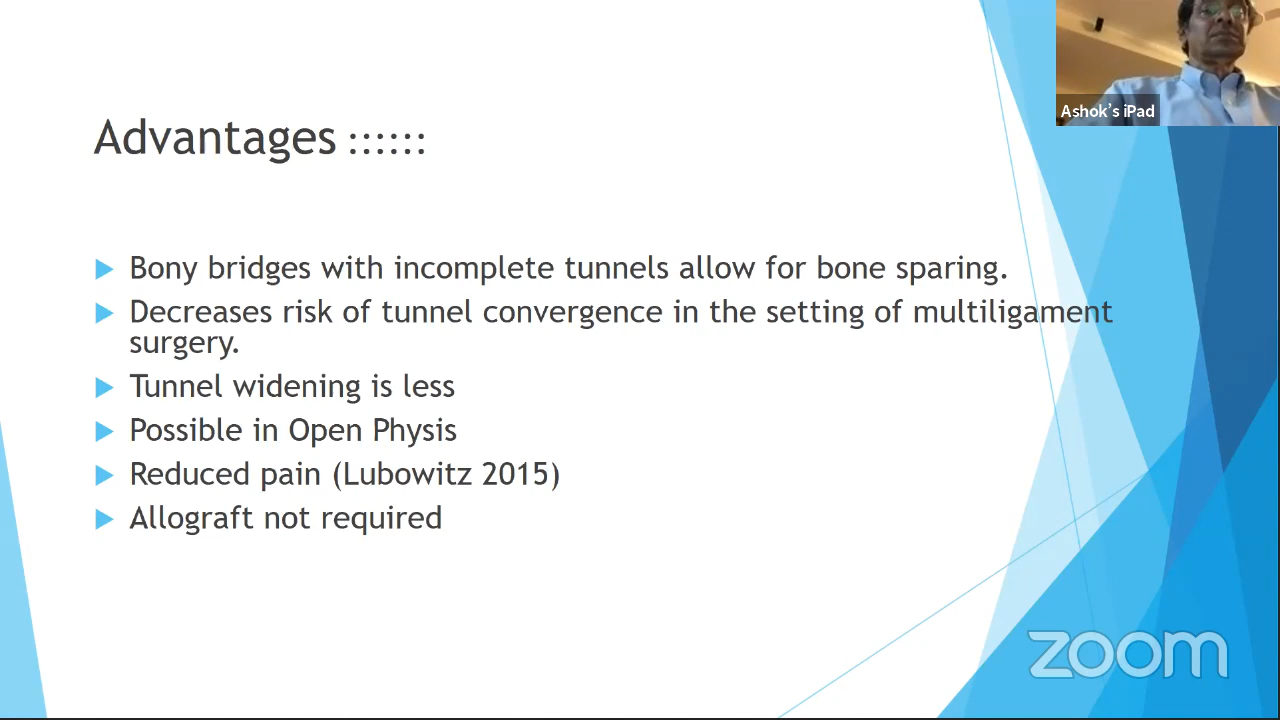 Ashok's iPad
Advantages ::::::
Bony bridges with incomplete tunnels allow for bone sparing.
Decreases risk of tunnel convergence in the setting of multiligament
surgery.
Tunnel widening is less
Possible in Open Physis
Reduced pain (Lubowitz 2015)
Allograft not required
zoom